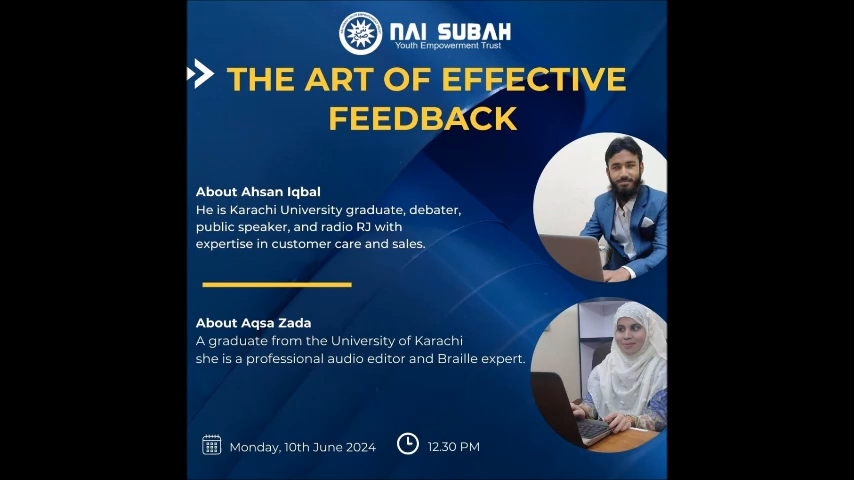 NAI SUBAH
Youth Empowerment Trust
THE ART OF EFFECTIVE
FEEDBACK
About Ahsan Iqbal
He is Karachi University graduate, debater,
public speaker, and radio RJ with
expertise in customer care and sales.
About Aqsa Zada
A graduate from the University of Karachi
she is a professional audio editor and Braille expert.
Monday, 10th June 2024
12.30 PM